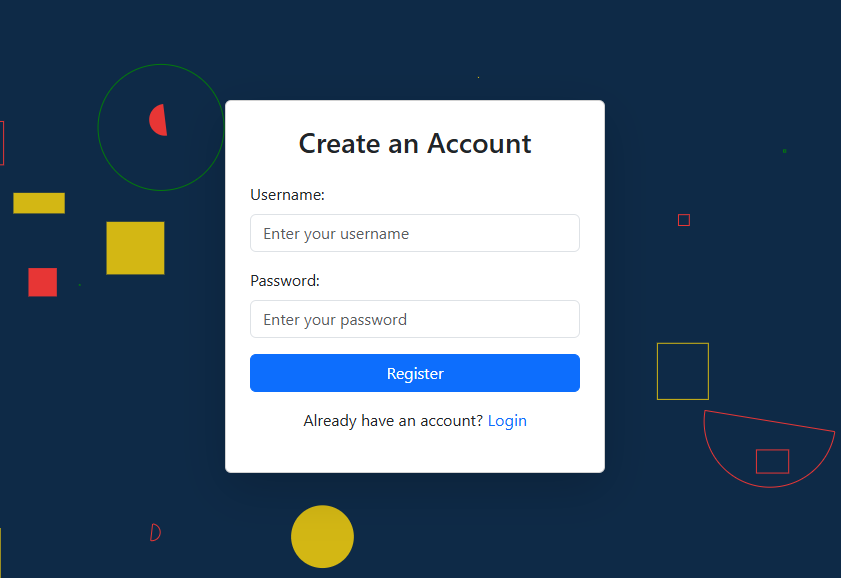 Create an Account
Username:
Enter your username
Password:
Enter your password
Register
Already have an account? Login